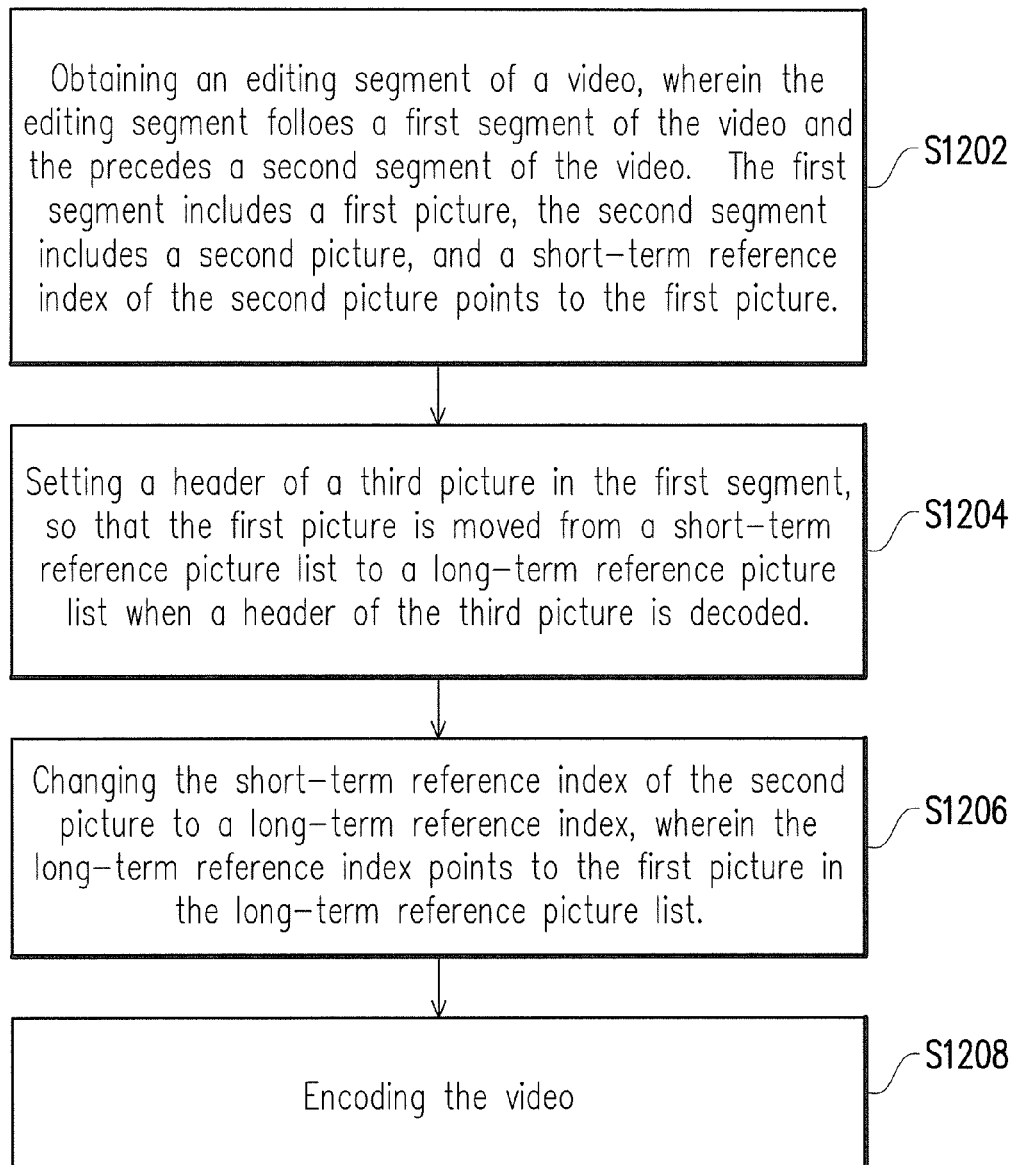 Obtaining an editing segment of a video, wherein the
editing segment folloes a first segment of the video and
the precedes a second segment of the video. The first
segment includes a first picture, the second segment
includes a second picture, and a short-term reference
index of the second picture points to the first picture.
S1202
Setting a header of a third picture in the first segment,
so that the first picture is moved from a short-term
reference picture list to a long-term reference picture
list when a header of the third picture is decoded.
S1204
Changing the short-term reference index of the second
picture to a long-term reference index, wherein the
long-term reference index points to the first picture in
the long-term reference picture list.
S1206
Encoding the video
S1208